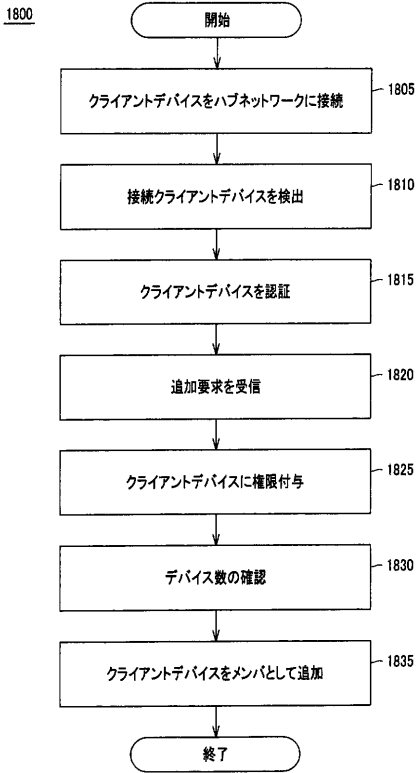 1800
開始
クライアントデバイスをハブネットワークに接続
1805
接続クライアントデバイスを検出
1810
クライアントデバイスを認証
1815
追加要求を受信
1820
クライアントデバイスに権限付与
1825
デバイス数の確認
1830
クライアントデバイスをメンバとして追加
1835
終了